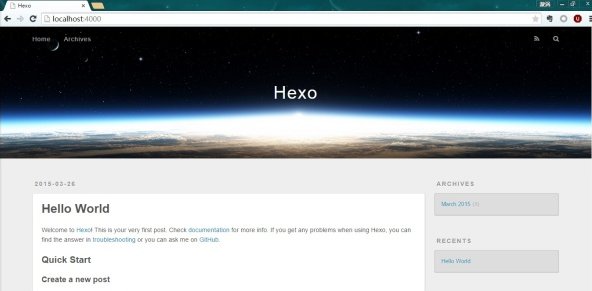 Hexo
localhost:4000
Home Archives
Hexo
2015-03-26
Hello World
Welcome to Hexo! This is your very first post. Check documentation for more info. If you get any problems when using Hexo, you can
find the answer in troubleshooting or you can ask me on GitHub.
Quick Start
Create a new post
ARCHIVES
March 2015 (1)
RECENTS
Hello World